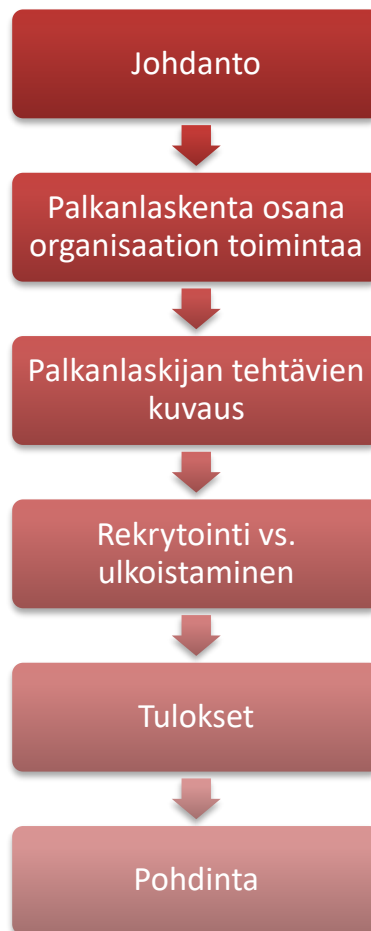 Johdanto
Palkanlaskenta osana
organisaation toimintaa
Palkanlaskijan tehtävien
kuvaus
Rekrytointi vs.
ulkoistaminen
Tulokset
Pohdinta